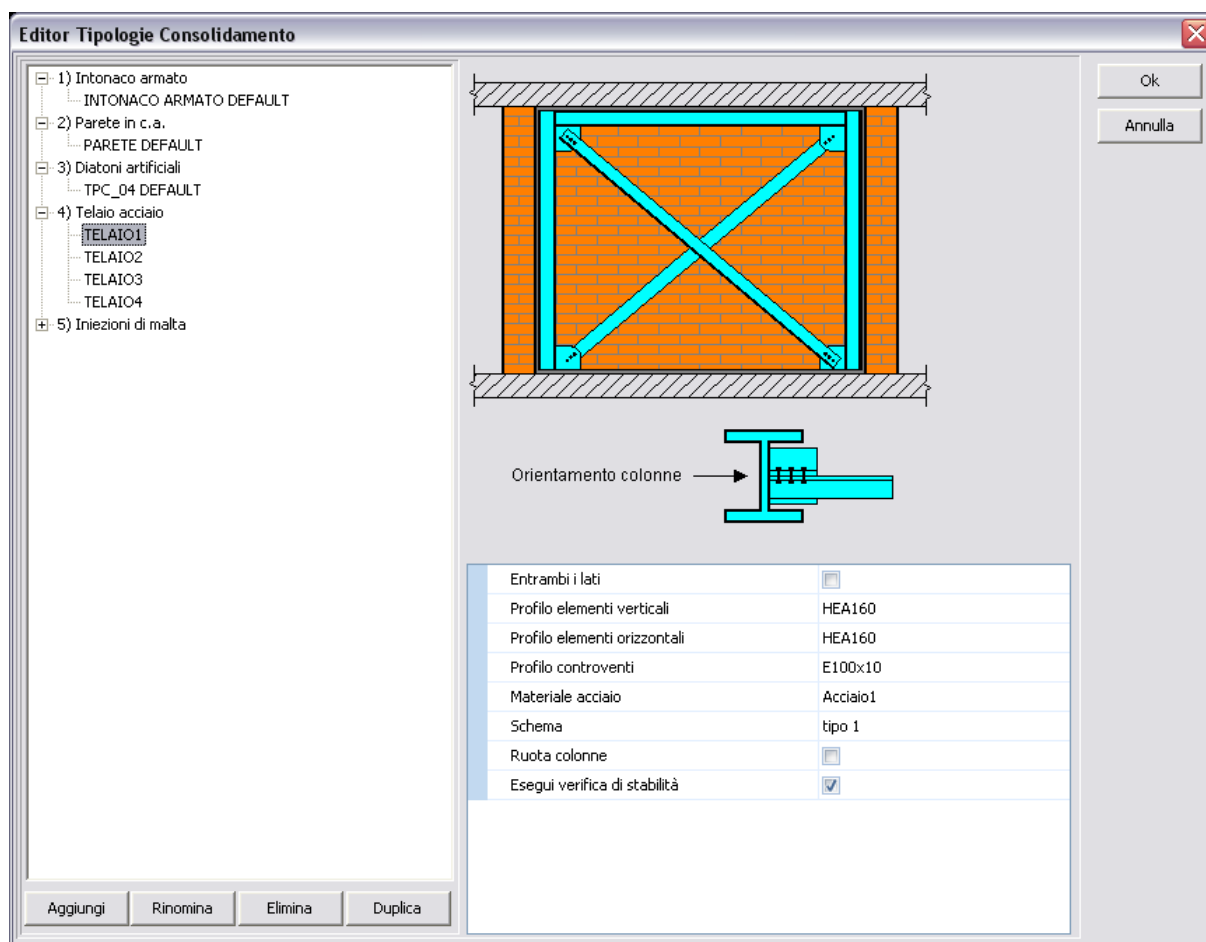 Editor Tipologie Consolidamento
1) Intonaco armato
INTONACO ARMATO DEFAULT
2) Parete in c.a.
PARETE DEFAULT
3) Diatoni artificiali
TPC_04 DEFAULT
4) Telaio acciaio
TELAIO1
TELAIO2
TELAIO3
TELAIO4
5) Iniezioni di malta
Aggiungi Rinomina Elimina Duplica
Orientamento colonne
Entrambi i lati
Profilo elementi verticali HEA160
Profilo elementi orizzontali HEA160
Profilo controventi E100x10
Materiale acciaio Acciaio1
Schema tipo 1
Ruota colonne
Esegui verifica di stabilità
Ok
Annulla